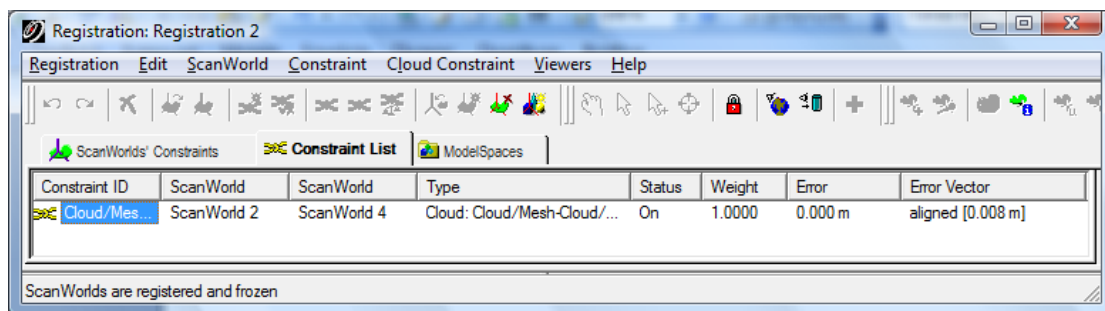 Registration: Registration 2
Registration Edit ScanWorld Constraint Cloud Constraint Viewers Help
ScanWorlds' Constraints Constraint List ModelSpaces
Constraint ID ScanWorld ScanWorld Type Status Weight Error Error Vector
Cloud/Mes... ScanWorld 2 ScanWorld 4 Cloud: Cloud/Mesh-Cloud/... On 1.0000 0.000 m aligned [0.008 m]
ScanWorlds are registered and frozen